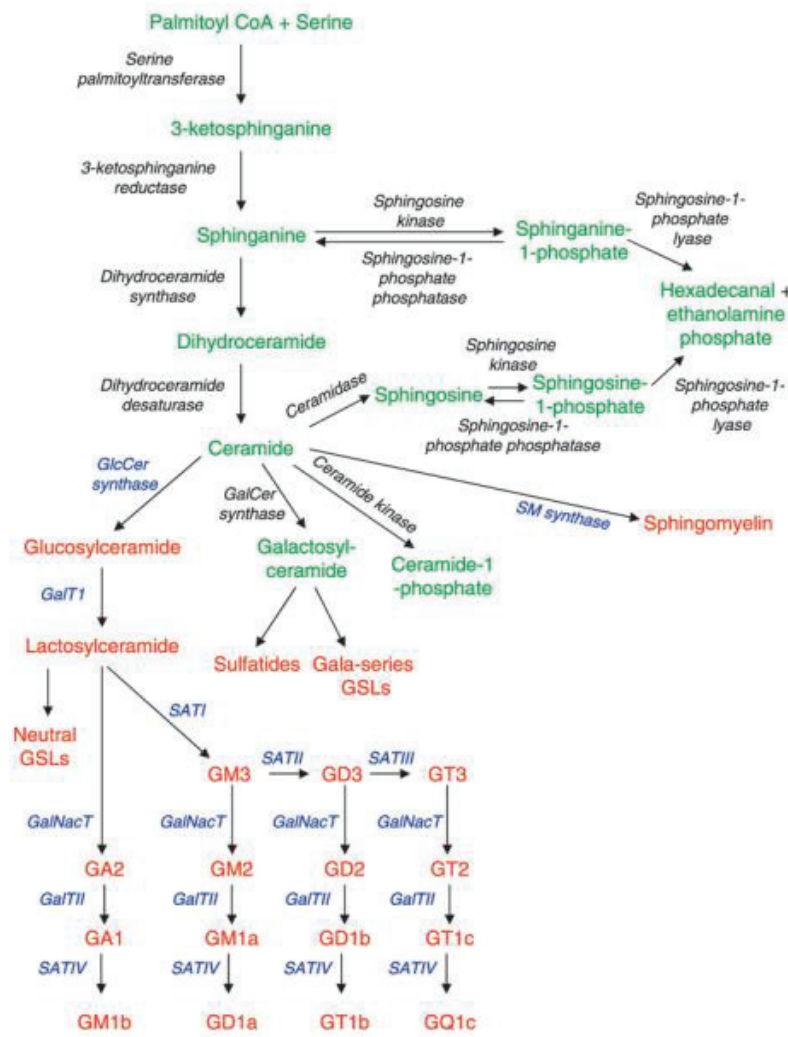 Palmitoyl CoA + Serine
Serine
palmitoyltransferase
3-ketosphinganine
3-ketosphinganine
reductase
Sphinganine
Sphingosine
kinase
Sphingosine-1-
phosphate
phosphatase
Sphinganine-
1-phosphate
Sphingosine-1-
phosphate
lyase
Hexadecanal +
ethanolamine
phosphate
Dihydroceramide
synthase
Dihydroceramide
Dihydroceramide
desaturase
Ceramidase
Sphingosine
Sphingosine
kinase
Sphingosine-
1-phosphate
Sphingosine-1-
phosphate phosphatase
Sphingosine-1-
phosphate
lyase
Ceramide
GlcCer
synthase
GalCer
synthase
Ceramide kinase
SM synthase
Sphingomyelin
Glucosylceramide
Galactosyl-
ceramide
Ceramide-1
-phosphate
GalT1
Lactosylceramide
Sulfatides
Gala-series
GSLs
Neutral
GSLs
SATI
GM3
SATII
GD3
SATIII
GT3
GalNacT
GalNacT
GalNacT
GalNacT
GA2
GM2
GD2
GT2
GalTII
GalTII
GalTII
GalTII
GA1
GM1a
GD1b
GT1c
SATIV
SATIV
SATIV
SATIV
GM1b
GD1a
GT1b
GQ1c